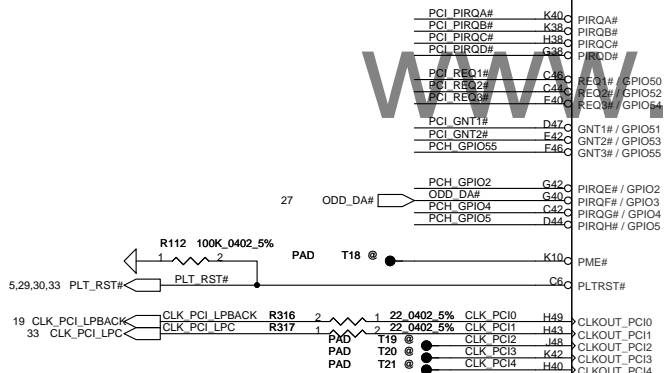 PCI_PIRQA# K40 PIRQA#
PCI_PIRQB# K38 PIRQB#
PCI_PIRQC# H38 PIRQC#
PCI_PIRQD# G38 PIRQD#
www.
PCI_REQ1# C46 REQ1# / GPIO50
PCI_REQ2# C44 REQ2# / GPIO52
PCI_REQ3# E40 REQ3# / GPIO54
PCI_GNT1# D47 GNT1# / GPIO51
PCI_GNT2# E42 GNT2# / GPIO53
PCH_GPIO55 F46 GNT3# / GPIO55
PCH_GPIO2 G42 PIRQE# / GPIO2
27 ODD_DA# G40 PIRQF# / GPIO3
PCH_GPIO4 C42 PIRQG# / GPIO4
PCH_GPIO5 D44 PIRQH# / GPIO5
R112 100K_0402_5%
1 2 PAD T18 @ K10 PME#
5,29,30,33 PLT_RST# PLT_RST# C6 PLTRST#
19 CLK_PCI_LPBACK CLK_PCI_LPBACK R316 2 1 22_0402_5% CLK_PCI0 H49 CLKOUT_PCI0
33 CLK_PCI_LPC CLK_PCI_LPC R317 1 2 22_0402_5% CLK_PCI1 H43 CLKOUT_PCI1
PAD T19 @ CLK_PCI2 J48 CLKOUT_PCI2
PAD T20 @ CLK_PCI3 K42 CLKOUT_PCI3
PAD T21 @ CLK_PCI4 H40 CLKOUT_PCI4